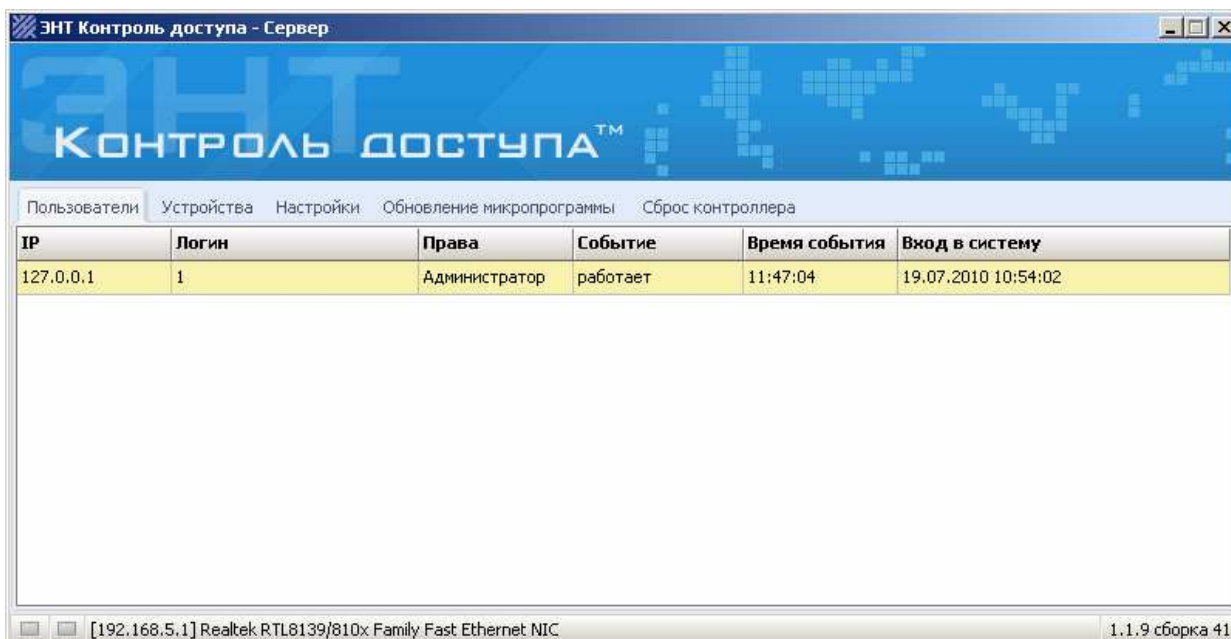 ЭНТ Контроль доступа - Сервер
ЭНТ
Контроль доступа™
Пользователи Устройства Настройки Обновление микропрограммы Сброс контроллера
IP Логин Права Событие Время события Вход в систему
127.0.0.1 1 Администратор работает 11:47:04 19.07.2010 10:54:02
[192.168.5.1] Realtek RTL8139/810x Family Fast Ethernet NIC 1.1.9 сборка 41